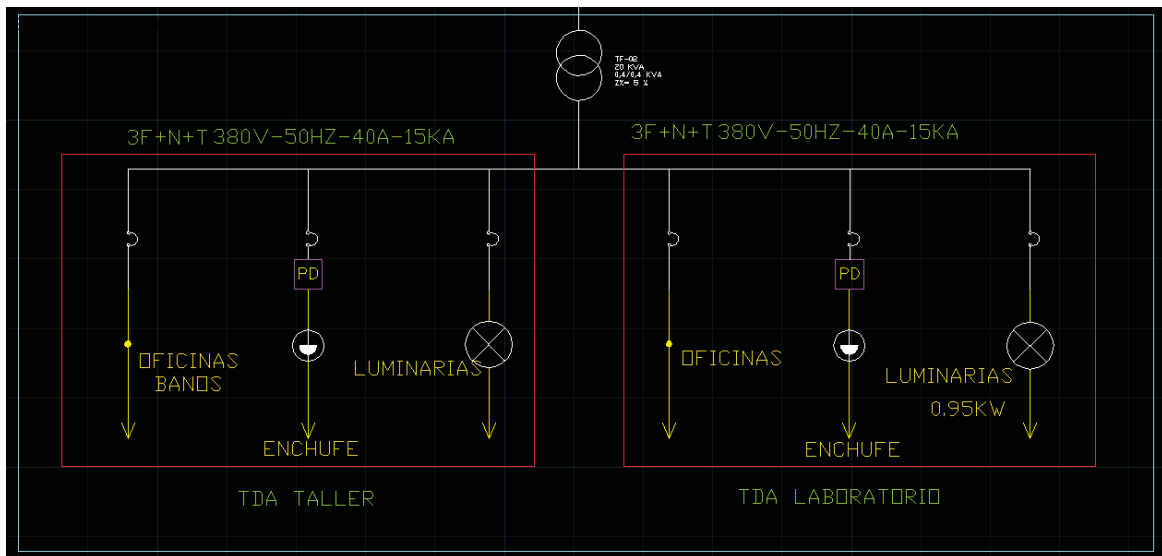 TF-02
20 KVA
0,4/0,4 KVA
Z%= 5 %
3F+N+T 380V-50HZ-40A-15KA
3F+N+T 380V-50HZ-40A-15KA
PD
PD
OFICINAS
BANOS
LUMINARIAS
ENCHUFE
OFICINAS
LUMINARIAS
0.95KW
ENCHUFE
TDA TALLER
TDA LABORATORIO